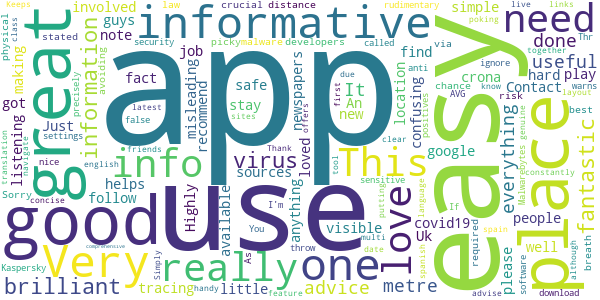 Keeps
crucial distance
rudimentary
class
physical
involved
guys
note
stated
informative
law
poking
picky
malware
developers
security
called
via
anti
live
links
need
together
ignore
Thr
great
app
easy
place
information
making
fact
job
safe
stay
misleading
recommend
newspapers
It
An
new
find
location
confusing
positives
simple
done
useful
hard
play
Contact
crona
chance
AVG
know
risk
warns
best
layout
got
Just
settings
listening
precisely
avoiding
latest
false
sites
friends
due
first
offers
Thank
tool
loved
clear
google
everything
fantastic
Malwarebytes
genuine
constantly
translation
navigate
Sorry
nice
english
concise
info
virus
This
love
good
use
one
helps
follow
Highly
sources
available
You
I'm
anything
visible
sensitive
putting
language
covid19
Uk
people
If
required
please
well
although
breath
Kaspersky
brilliant
Very
really
tracing
Simply
handy
comprehensive
little
feature
As
throw
multi
date
advice
metre
spanish
spain
software
advise
download